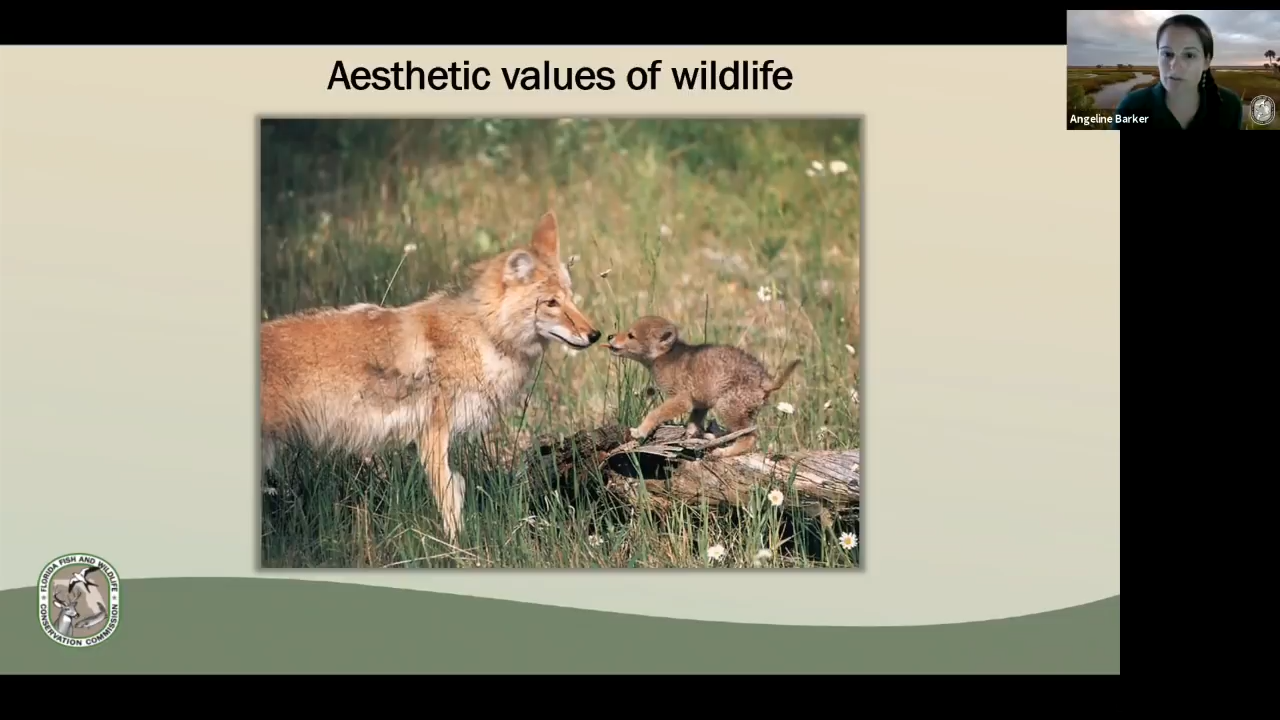 Aesthetic values of wildlife
Angeline Barker
FLORIDA FISH AND WILDLIFE
CONSERVATION COMMISSION